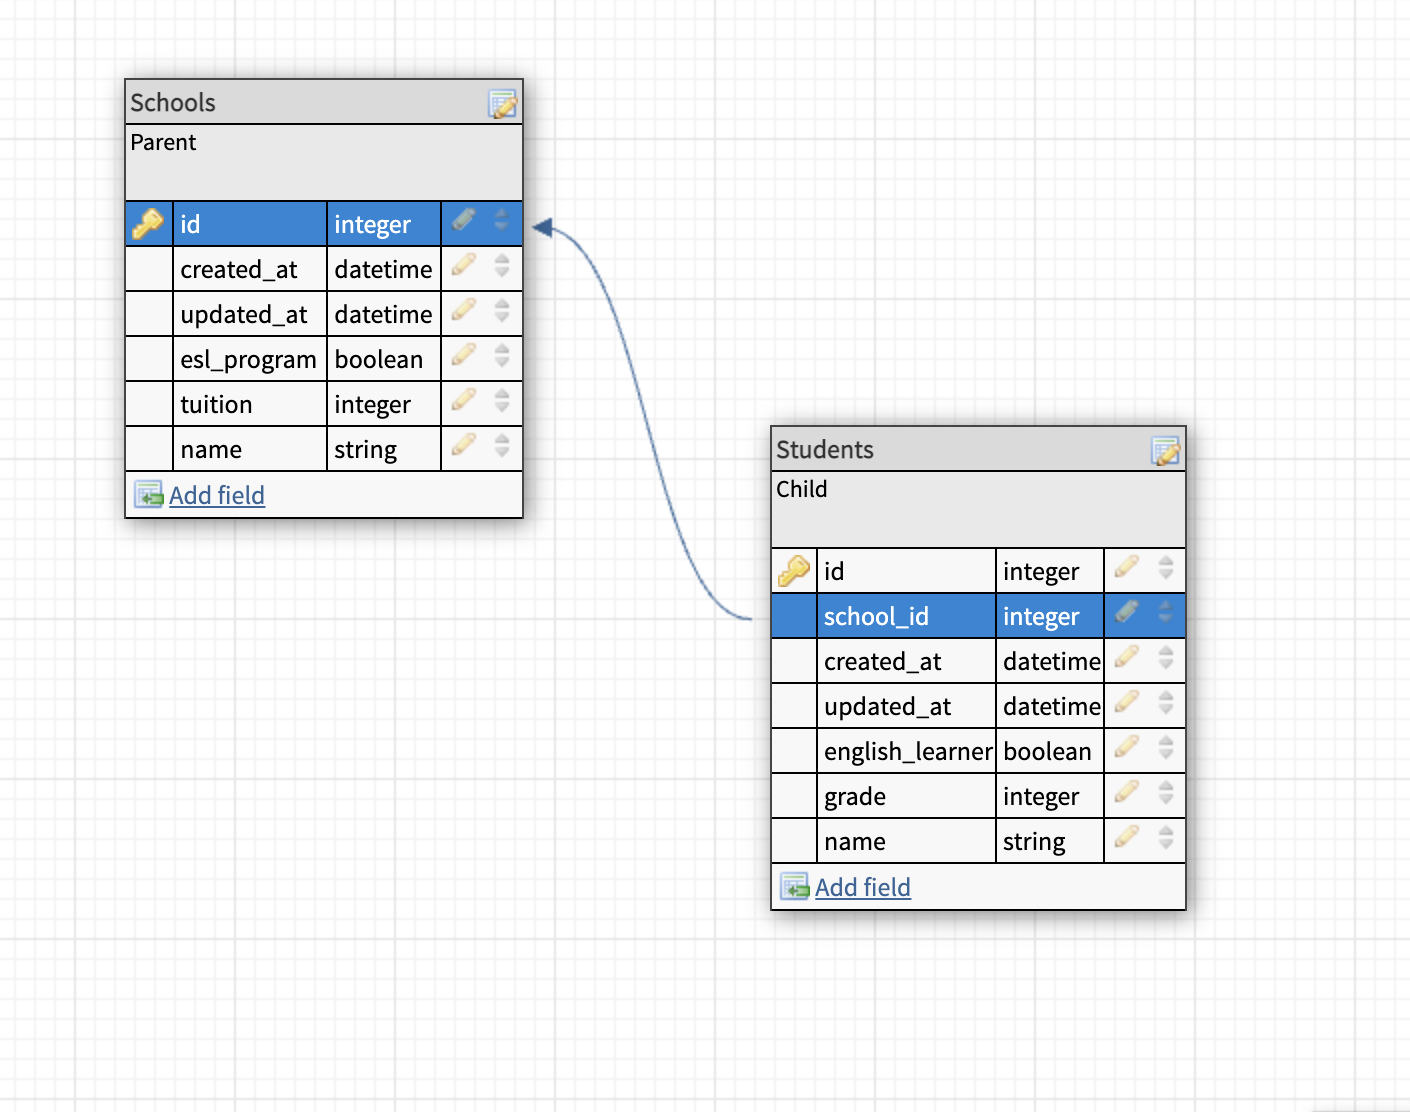 Schools
Parent
id integer
created_at datetime
updated_at datetime
esl_program boolean
tuition integer
name string
Add field
Students
Child
id integer
school_id integer
created_at datetime
updated_at datetime
english_learner boolean
grade integer
name string
Add field